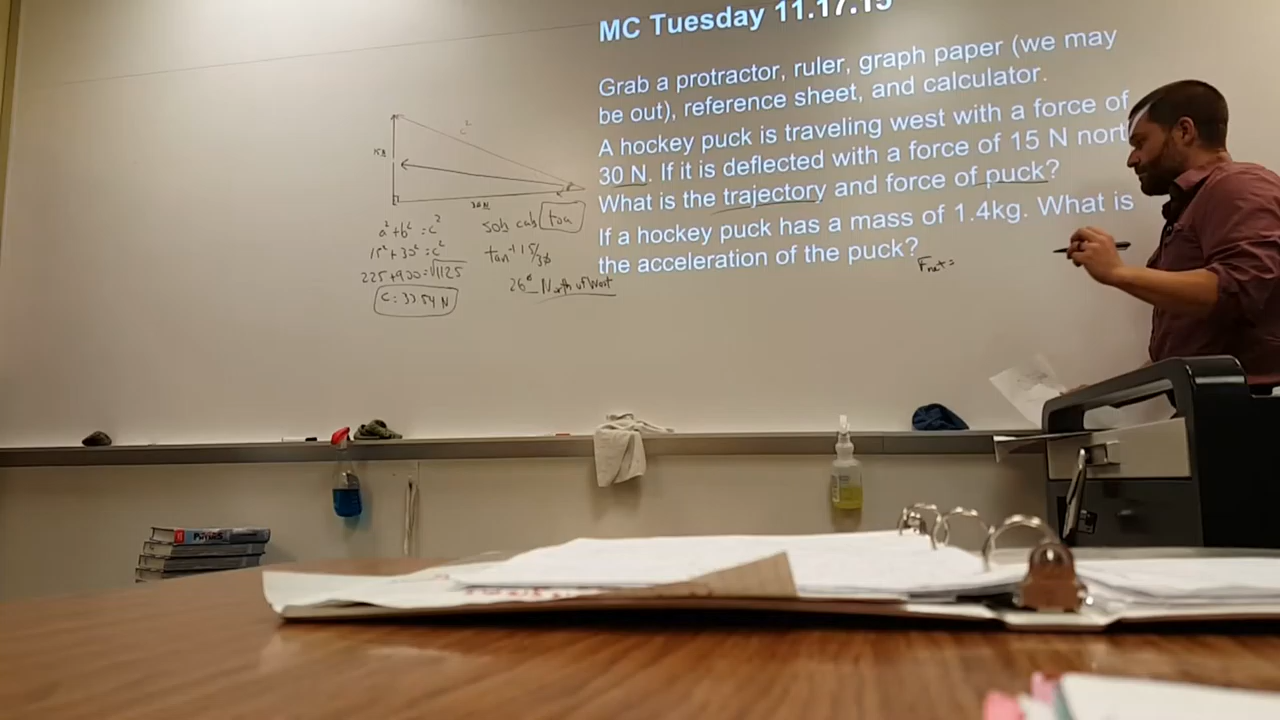 MC Tuesday 11.17.15
Grab a protractor, ruler, graph paper (we may
be out), reference sheet, and calculator.
A hockey puck is traveling west with a force of
30 N. If it is deflected with a force of 15 N nort
What is the trajectory and force of puck?
If a hockey puck has a mass of 1.4kg. What is
the acceleration of the puck?
Fnet=
c²
15N
30N
a² + b² = c²
15² + 30² = c²
225+900=√1125
C= 33.54 N
soh cah toa
tan⁻¹ 15/30
26° North of West
PHYSICS